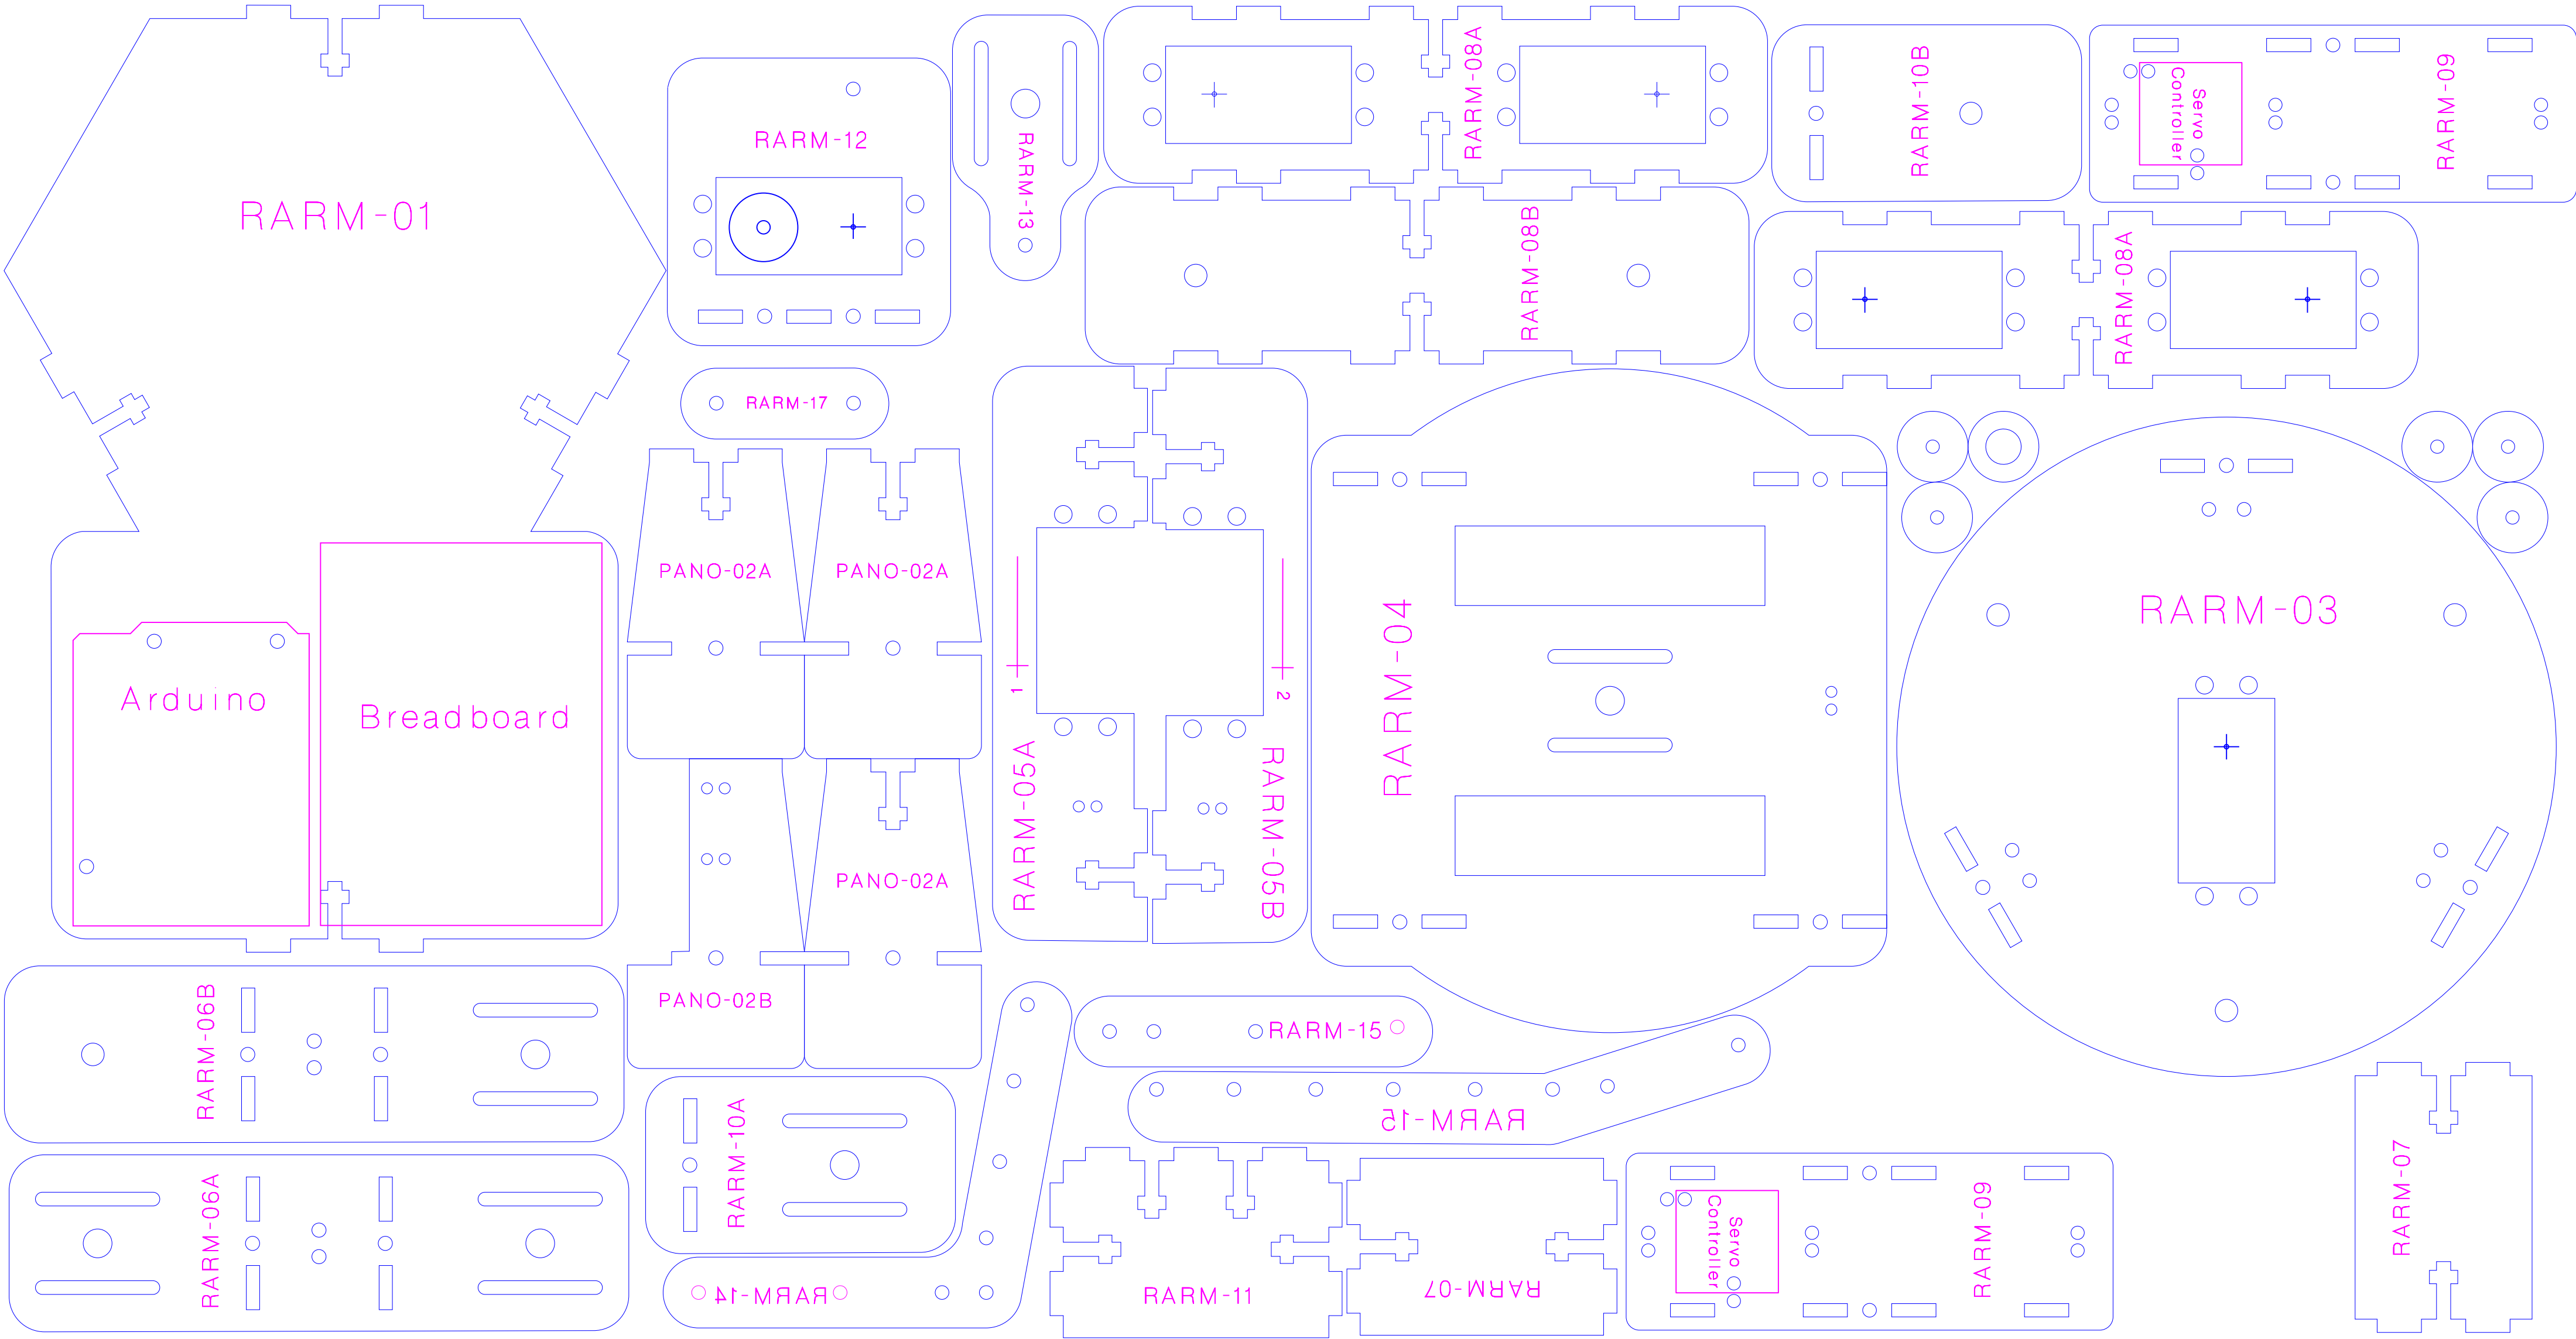 RARM-01
RARM-12
RARM-13
RARM-08A
RARM-10B
Servo
Controller
RARM-09
RARM-08B
RARM-08A
RARM-17
PANO-02A
PANO-02A
1
2
RARM-04
RARM-03
Arduino
Breadboard
RARM-05A
RARM-05B
PANO-02A
PANO-02B
RARM-06B
RARM-15
RARM-15
RARM-10A
RARM-07
RARM-06A
RARM-14
RARM-11
RARM-07
Servo
Controller
RARM-09